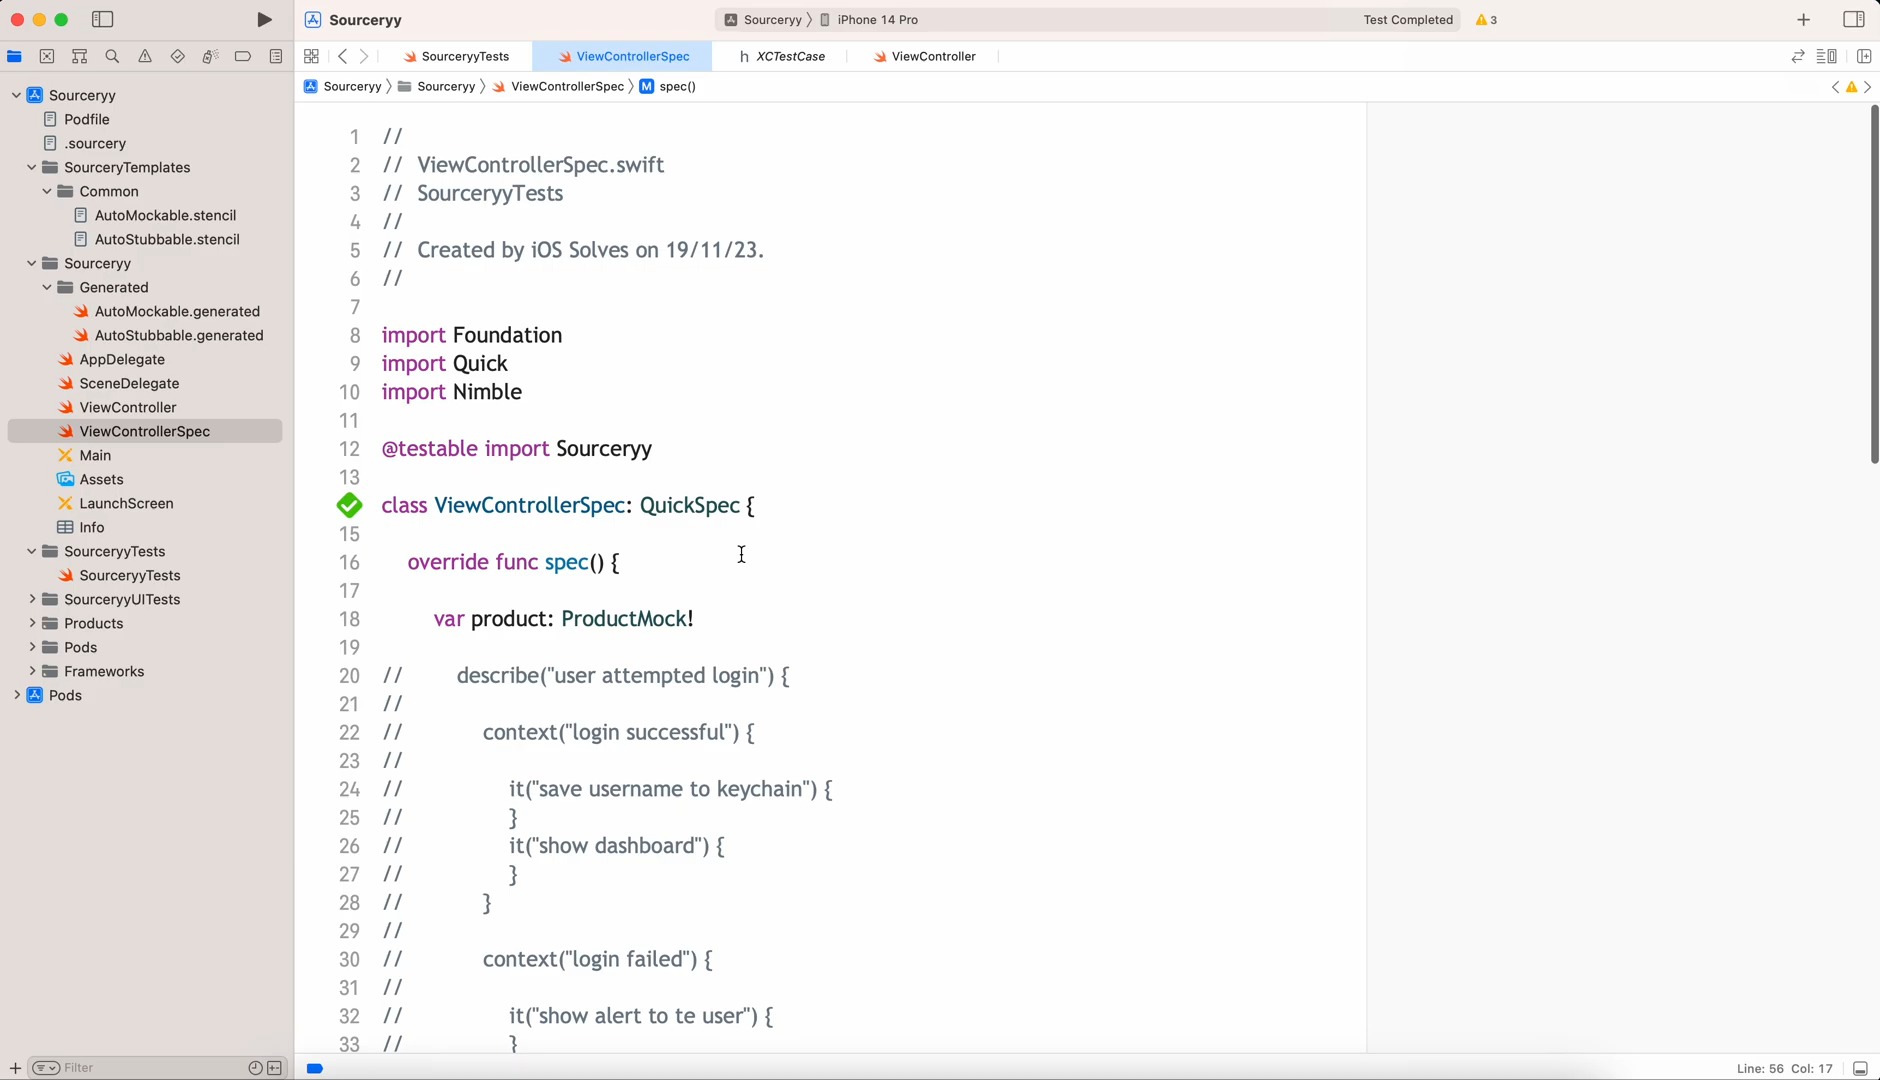 Sourceryy
Sourceryy
iPhone 14 Pro
Test Completed
3
SourceryyTests
ViewControllerSpec
h XCTestCase
ViewController
Sourceryy
Sourceryy
ViewControllerSpec
M spec()
Sourceryy
Podfile
.sourcery
SourceryTemplates
Common
AutoMockable.stencil
AutoStubbable.stencil
Sourceryy
Generated
AutoMockable.generated
AutoStubbable.generated
AppDelegate
SceneDelegate
ViewController
ViewControllerSpec
Main
Assets
LaunchScreen
Info
SourceryyTests
SourceryyTests
SourceryyUITests
Products
Pods
Frameworks
Pods
Filter
1 //
2 // ViewControllerSpec.swift
3 // SourceryyTests
4 //
5 // Created by iOS Solves on 19/11/23.
6 //
7
8 import Foundation
9 import Quick
10 import Nimble
11
12 @testable import Sourceryy
13
class ViewControllerSpec: QuickSpec {
15
16 override func spec() {
17
18 var product: ProductMock!
19
20 // describe("user attempted login") {
21 //
22 // context("login successful") {
23 //
24 // it("save username to keychain") {
25 // }
26 // it("show dashboard") {
27 // }
28 // }
29 //
30 // context("login failed") {
31 //
32 // it("show alert to te user") {
33 // }
Line: 56 Col: 17